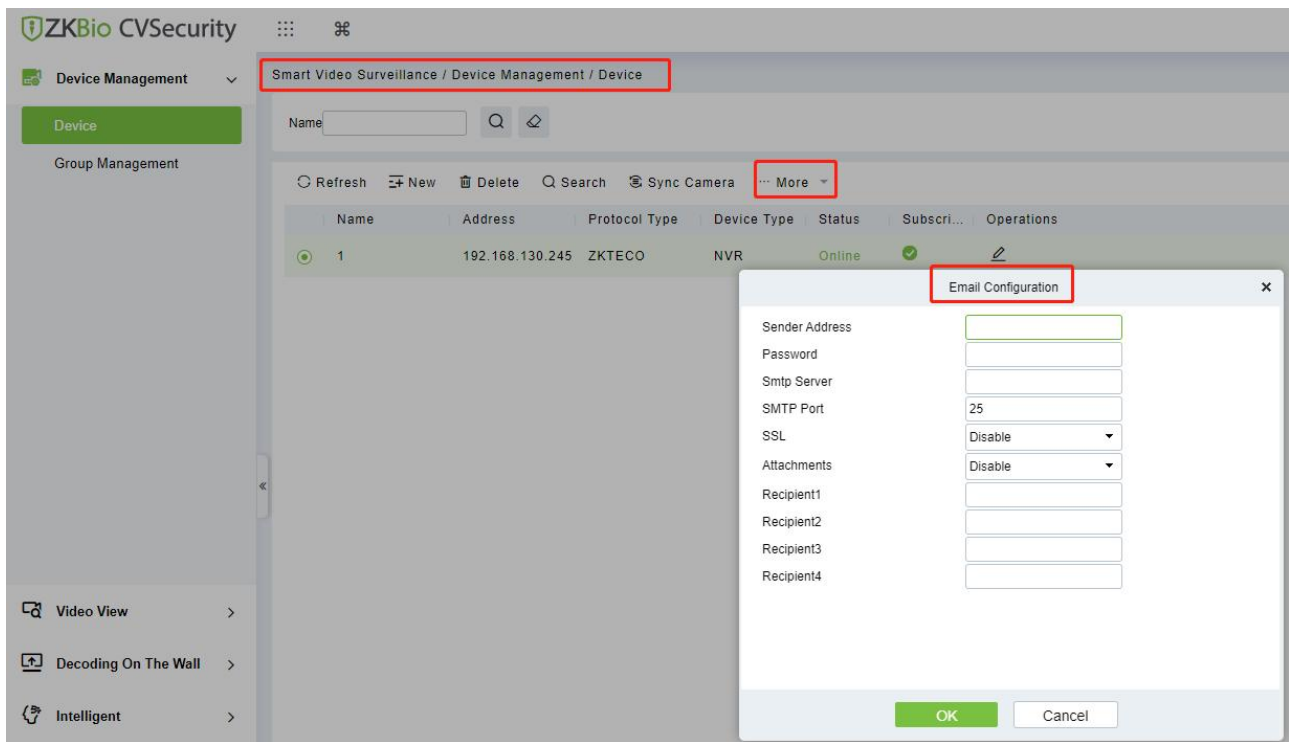 ZKBio CVSecurity
Device Management
Device
Group Management
Video View
Decoding On The Wall
Intelligent
Smart Video Surveillance / Device Management / Device
Name
Refresh New Delete Search Sync Camera ··· More
Name Address Protocol Type Device Type Status Subscri... Operations
1 192.168.130.245 ZKTECO NVR Online
Email Configuration
Sender Address
Password
Smtp Server
SMTP Port 25
SSL Disable
Attachments Disable
Recipient1
Recipient2
Recipient3
Recipient4
OK Cancel